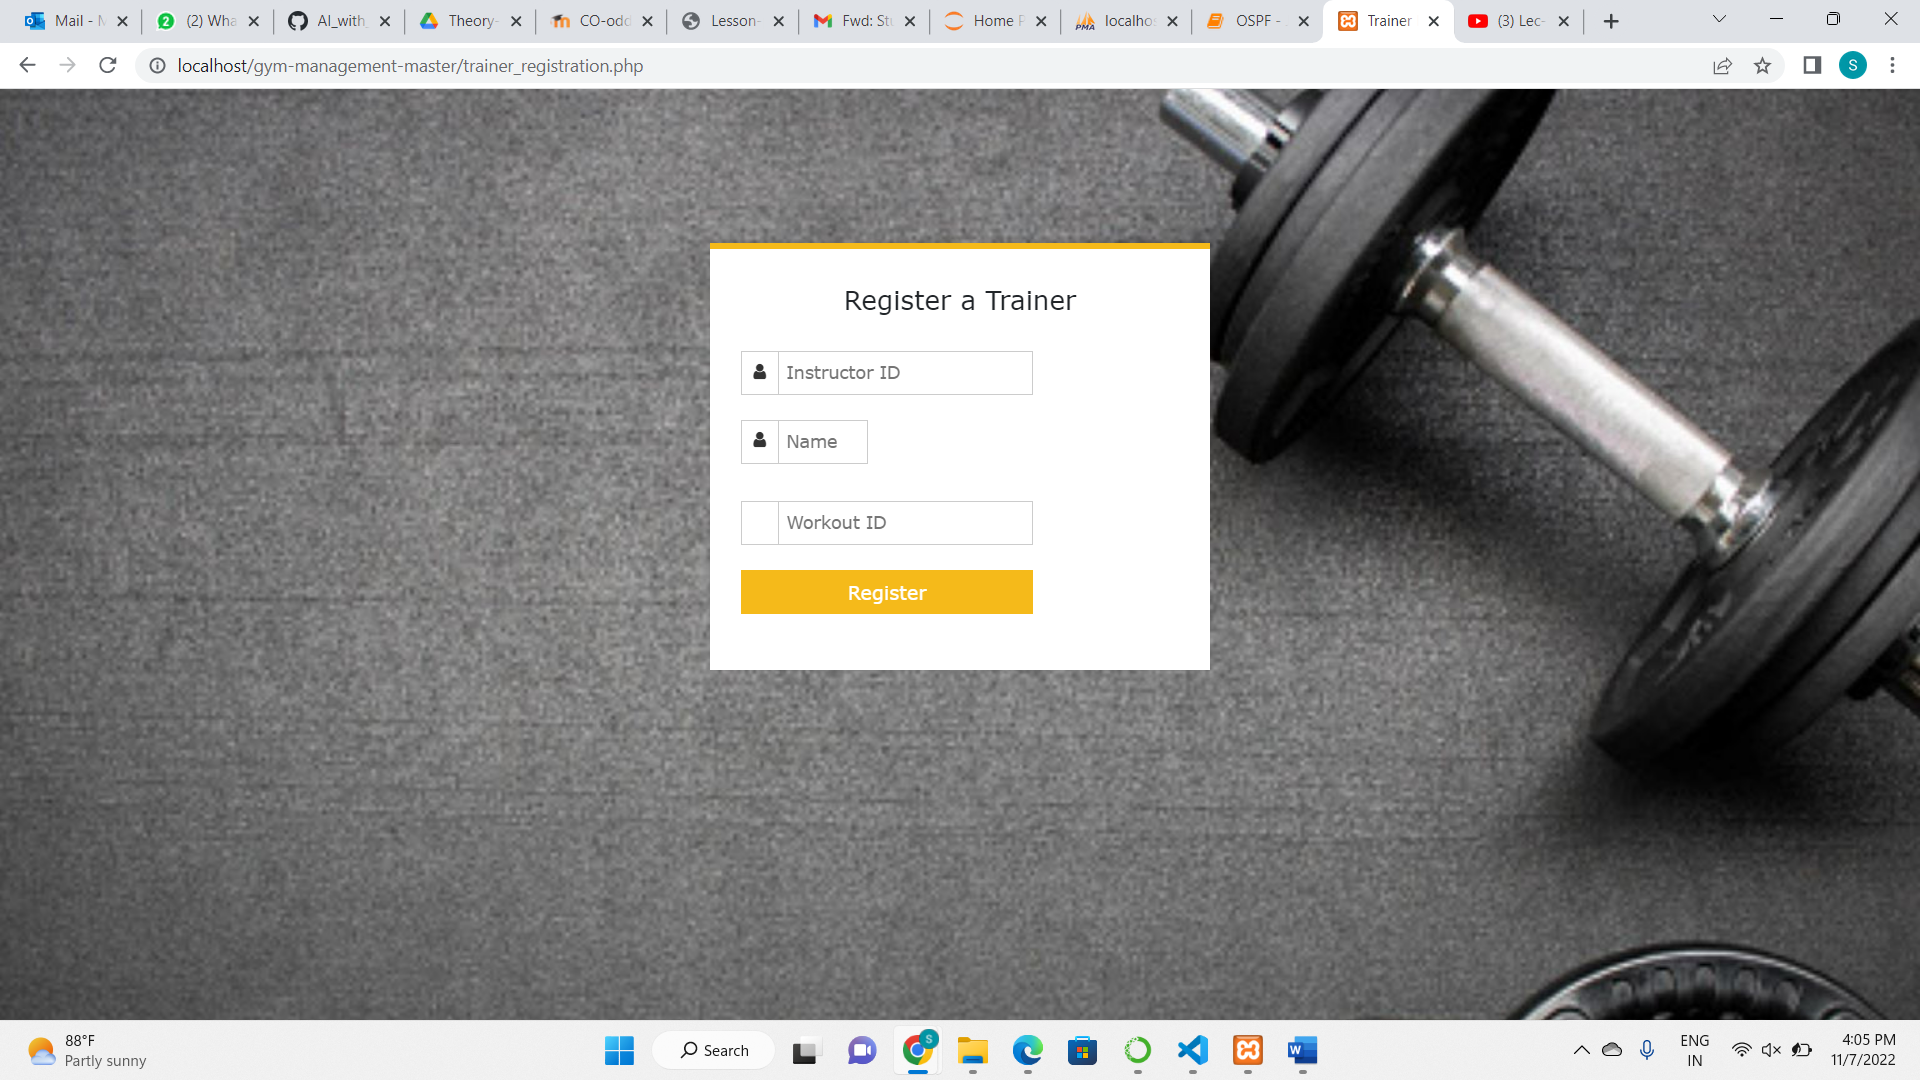 Mail - M
(2) Wha
AI_with
Theory-
CO-odd
Lesson-
Fwd: Stu
Home P
localhos
OSPF -
Trainer
(3) Lec-
localhost/gym-management-master/trainer_registration.php
S
Register a Trainer
Instructor ID
Name
Workout ID
Register
88°F
Partly sunny
Search
S
ENG
IN
4:05 PM
11/7/2022